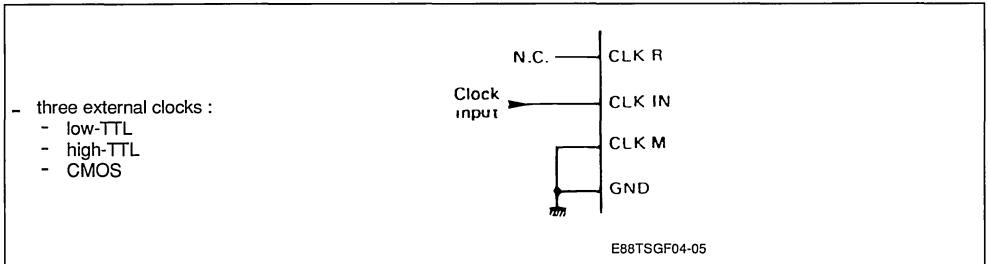 – three external clocks :
- low-TTL
- high-TTL
- CMOS
N.C.
CLK R
Clock
input
CLK IN
CLK M
GND
E88TSGF04-05